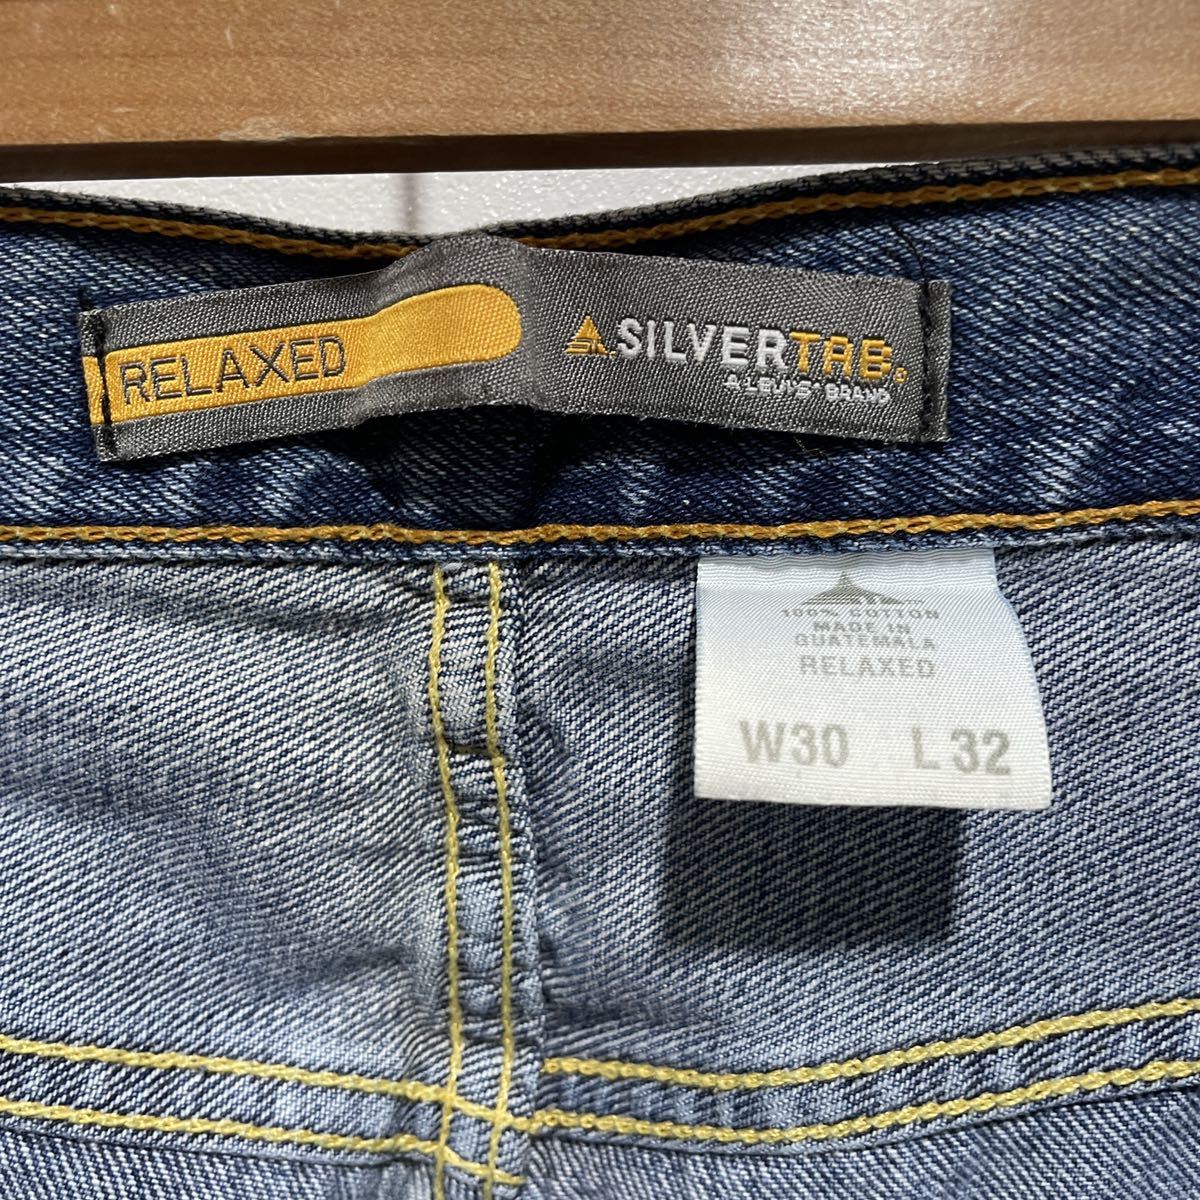 RELAXED
SILVERTAB.
A LEVI'S® BRAND
100% COTTON
MADE IN
GUATEMALA
RELAXED
W30 L32